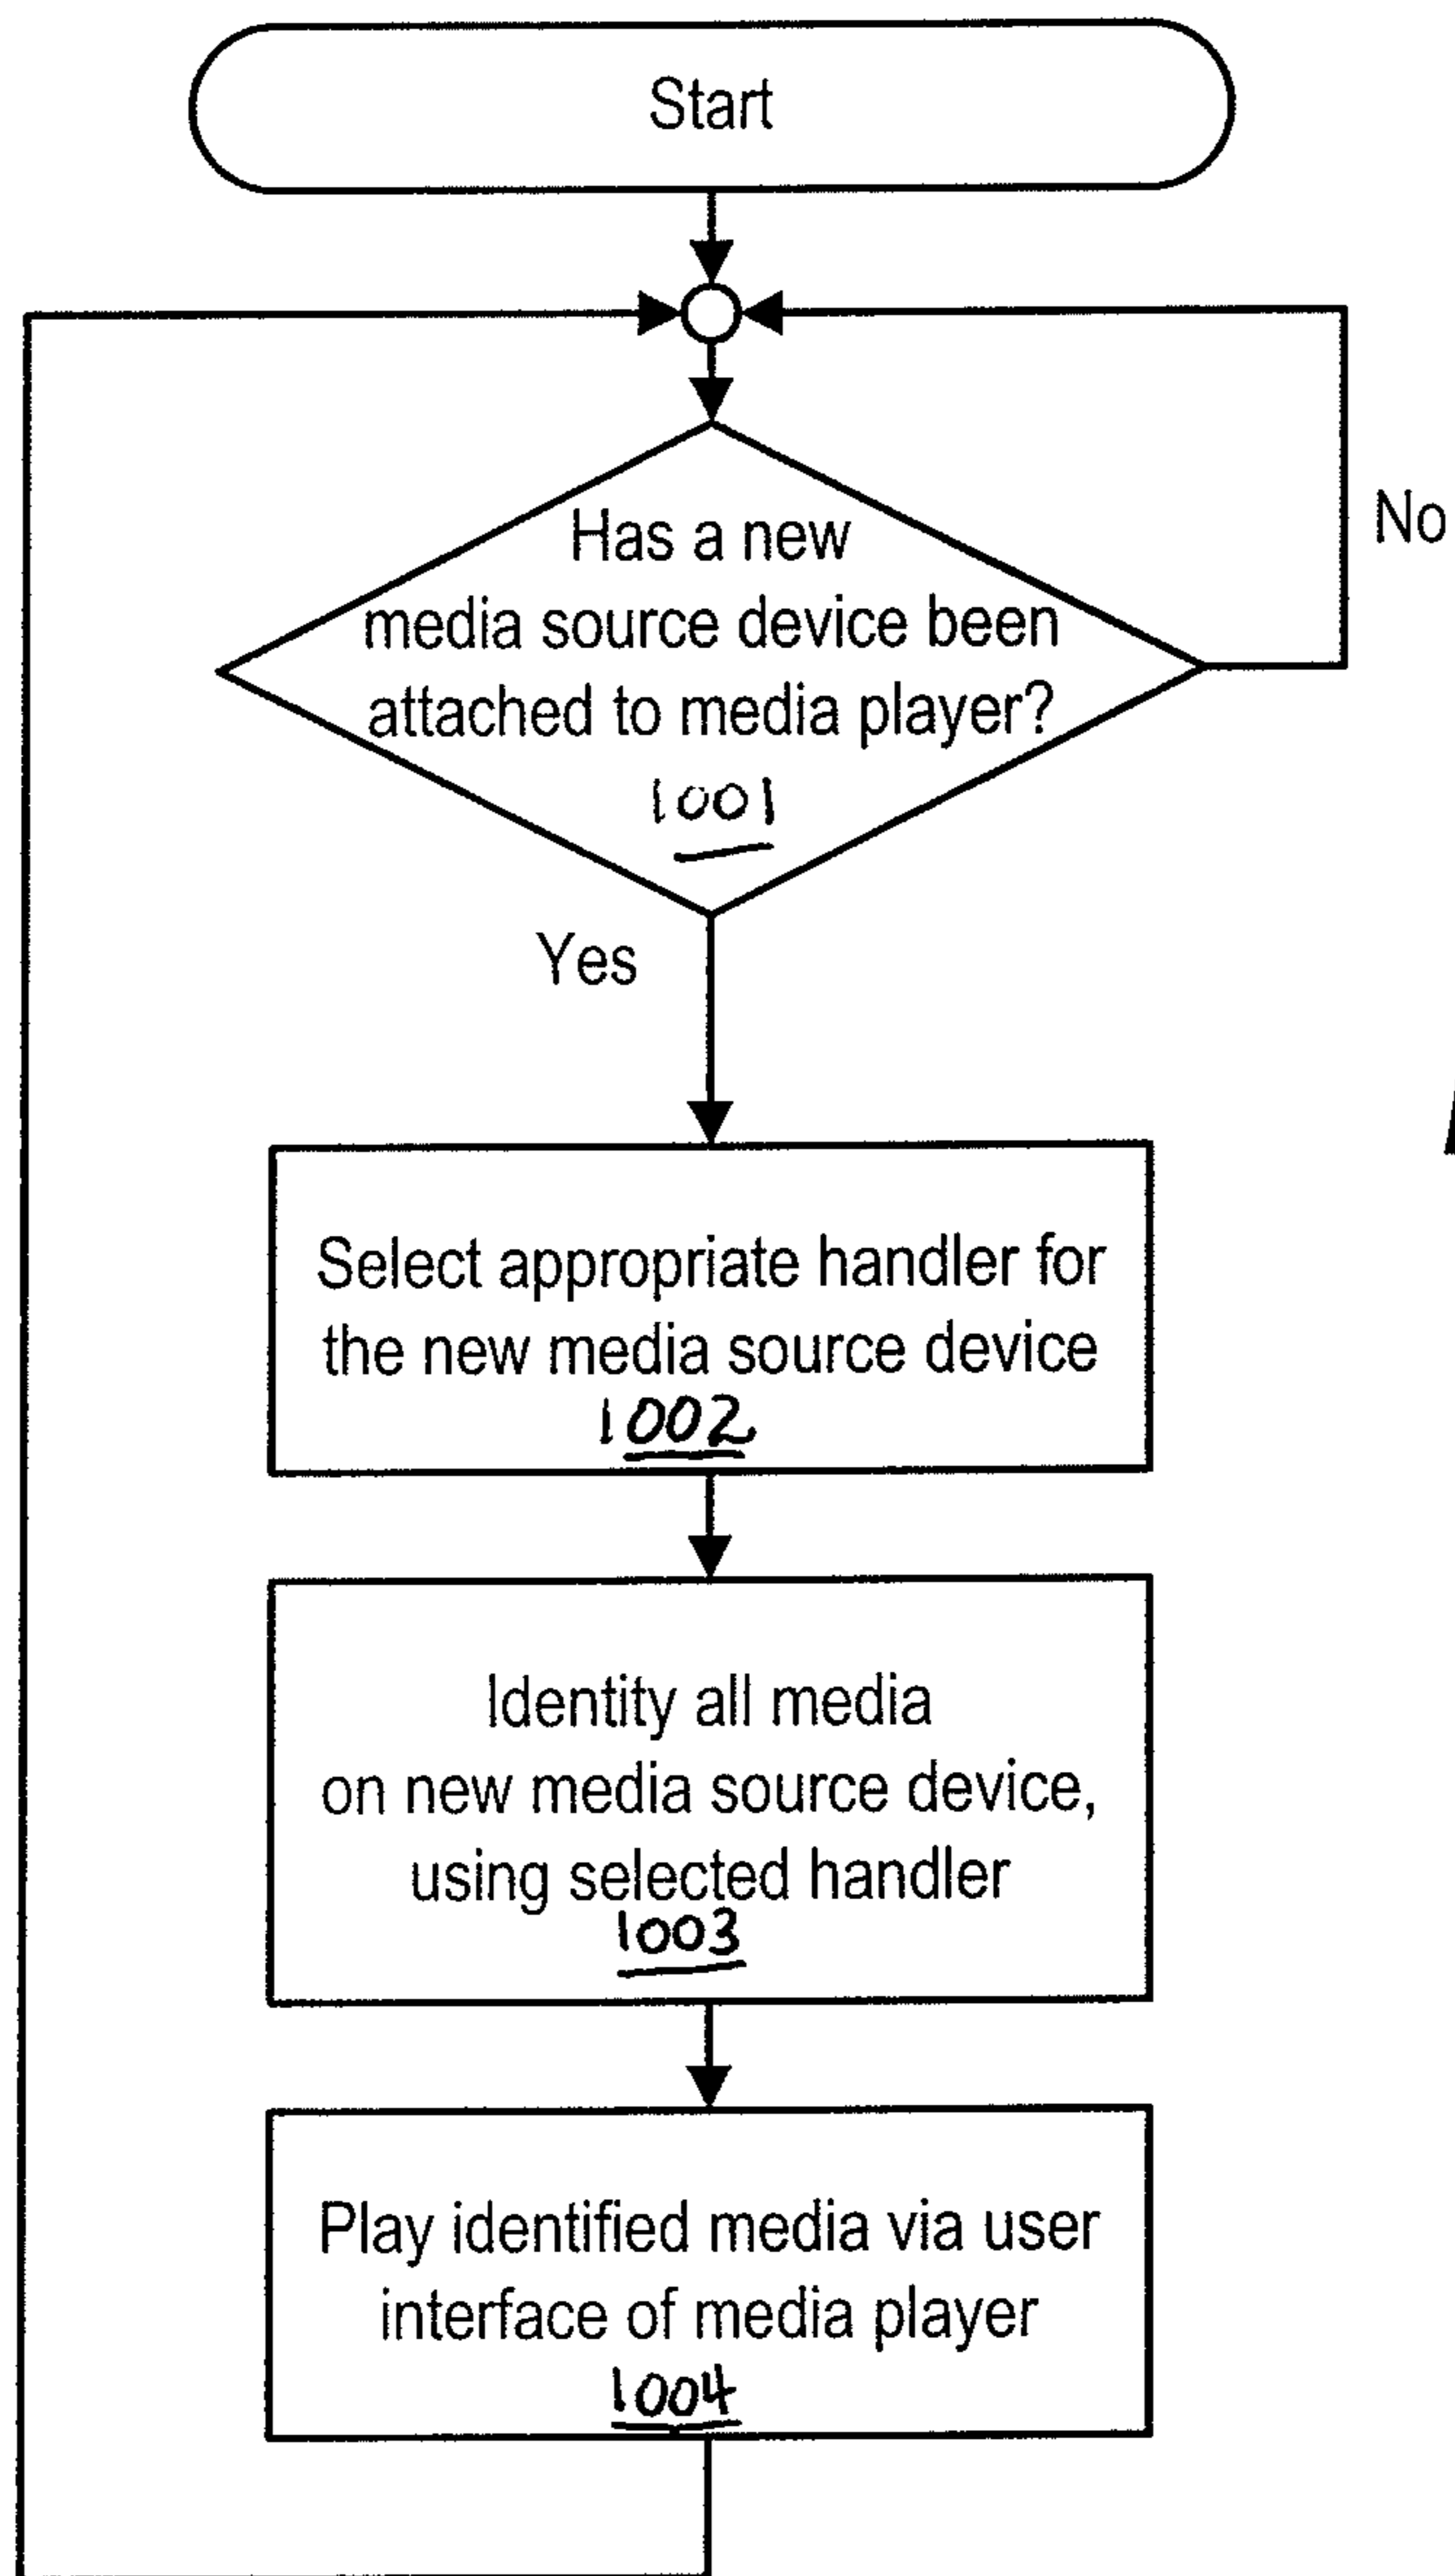 Start
Has a new
media source device been
attached to media player?
1001
No
Yes
Select appropriate handler for
the new media source device
1002
Identity all media
on new media source device,
using selected handler
1003
Play identified media via user
interface of media player
1004